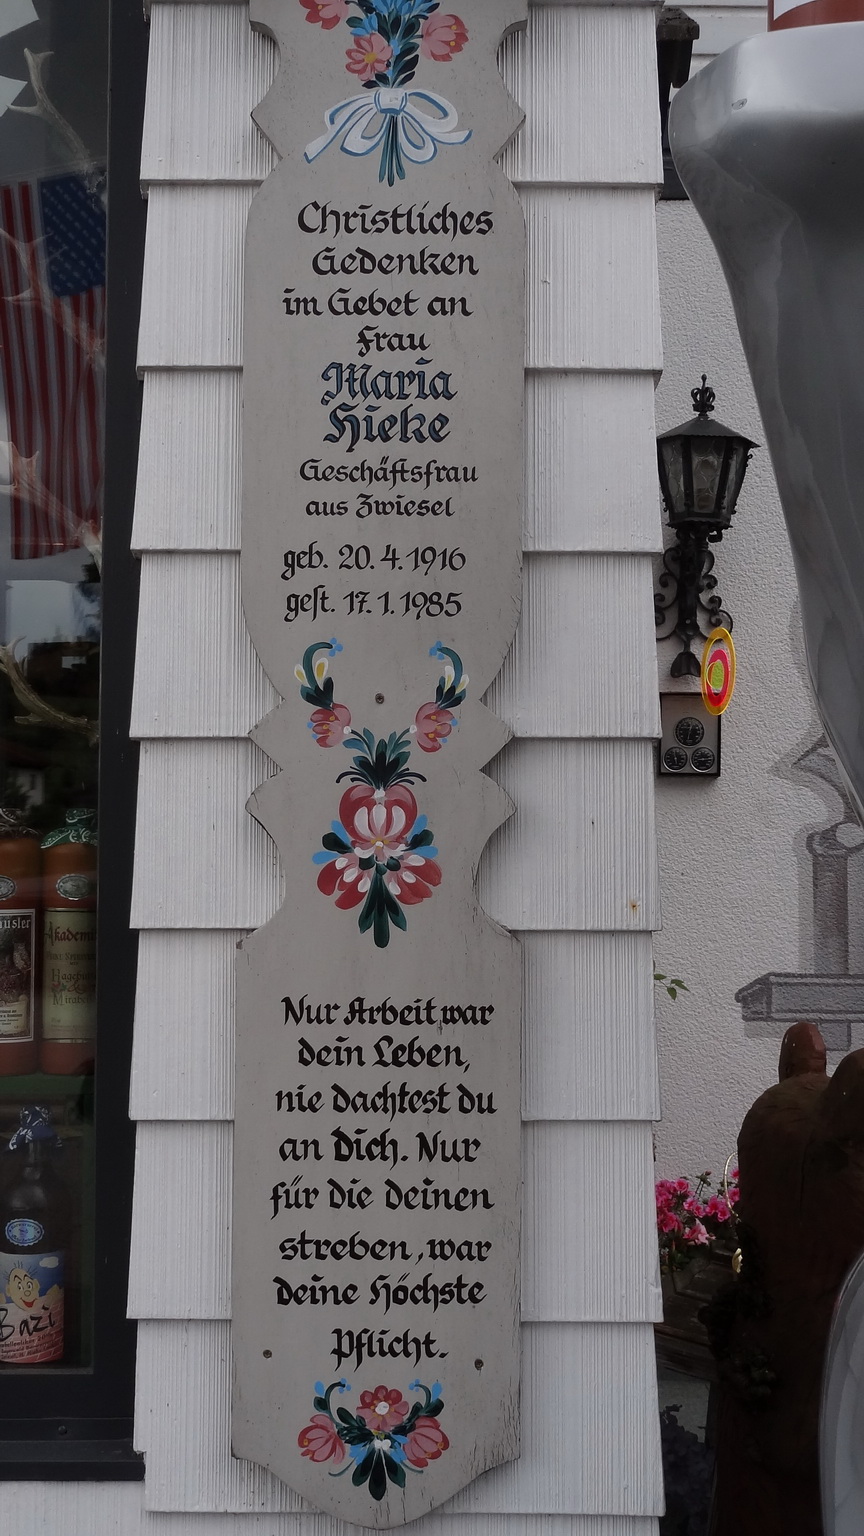 Christliches
Gedenken
im Gebet an
Frau
Maria
Hieke
Geschäftsfrau
aus Zwiesel
geb. 20. 4. 1916
gest. 17. 1. 1985
Nur Arbeit war
dein Leben,
nie dachtest du
an Dich. Nur
für die deinen
streben, war
deine Höchste
Pflicht.
Bazi